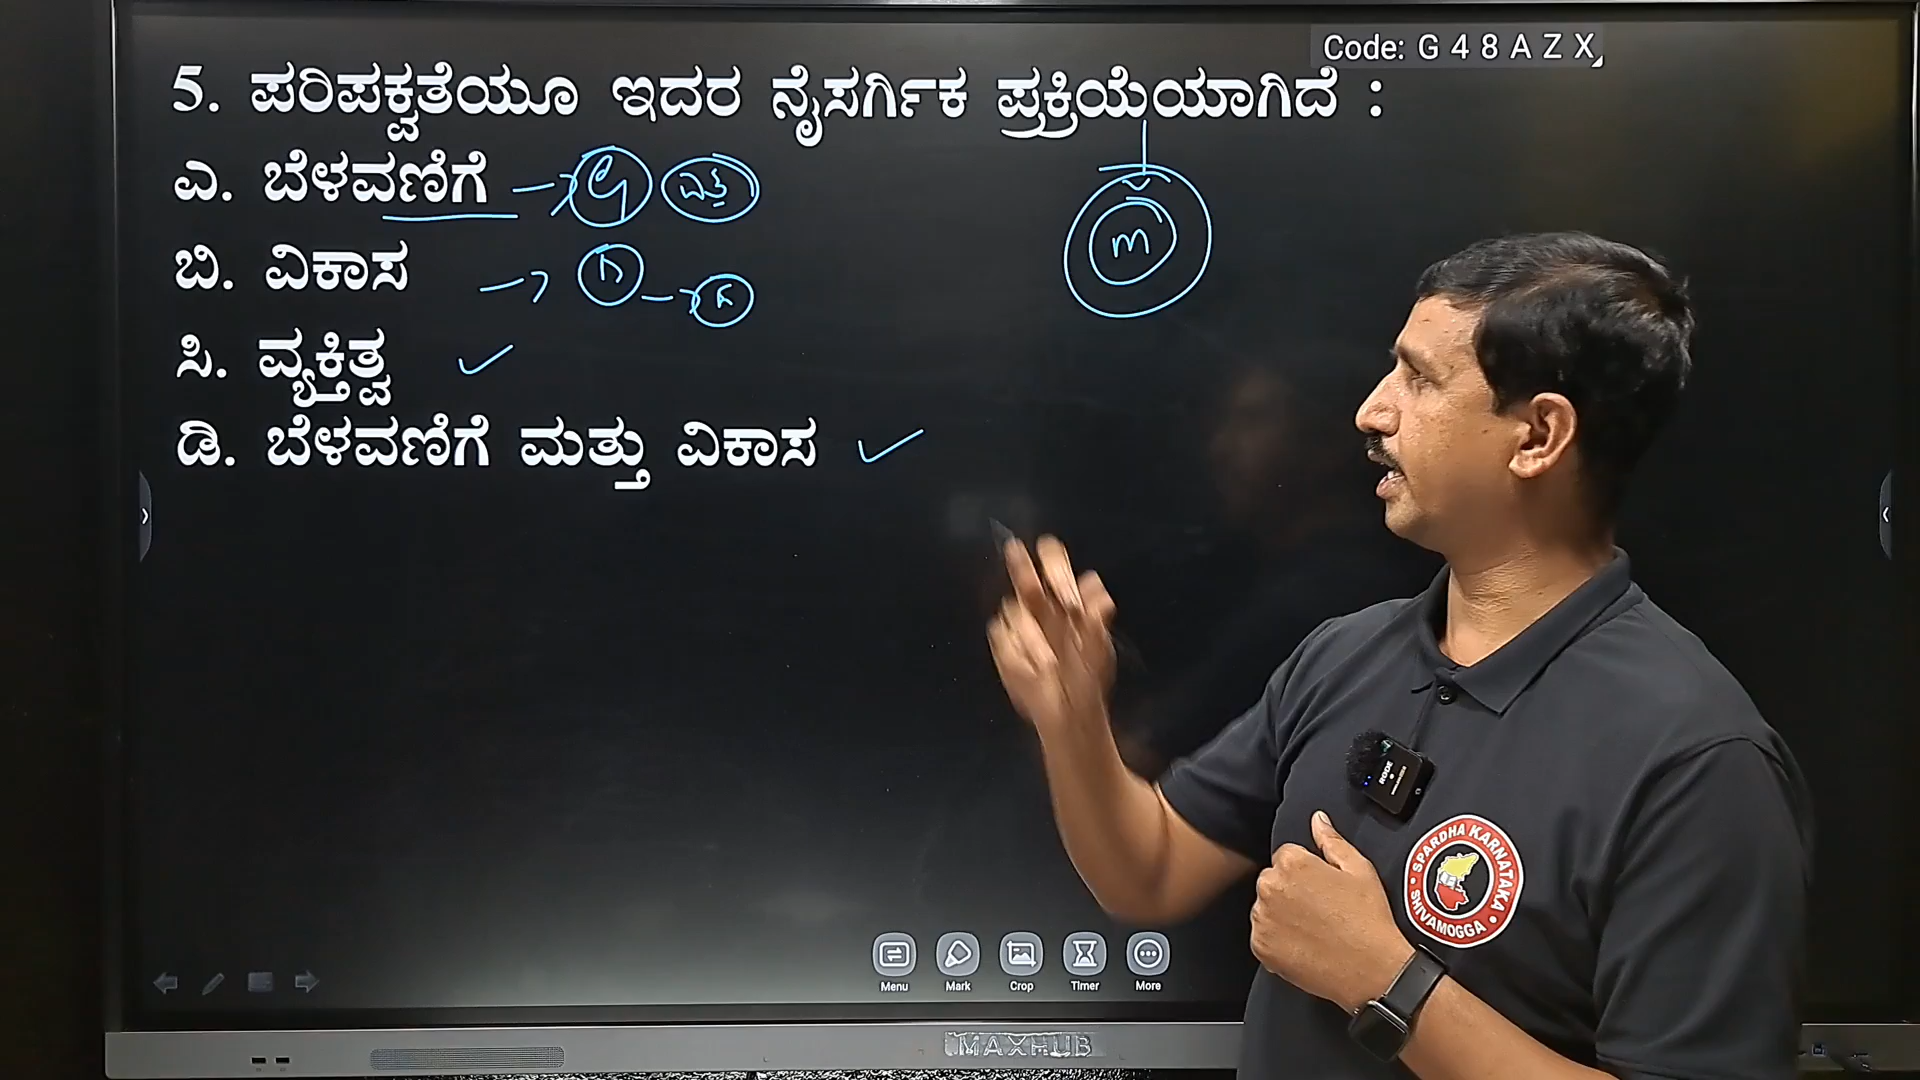 Code: G 4 8 A Z X
5. ಪರಿಪಕ್ವತೆಯೂ ಇದರ ನೈಸರ್ಗಿಕ ಪ್ರಕ್ರಿಯೆಯಾಗಿದೆ :
ಎ. ಬೆಳವಣಿಗೆ
ಬಿ. ವಿಕಾಸ
m
ಸಿ. ವ್ಯಕ್ತಿತ್ವ
ಡಿ. ಬೆಳವಣಿಗೆ ಮತ್ತು ವಿಕಾಸ
RODE
SPARDHA KARNATAKA
SHIVAMOGGA
Menu Mark Crop Timer More
MAXHUB